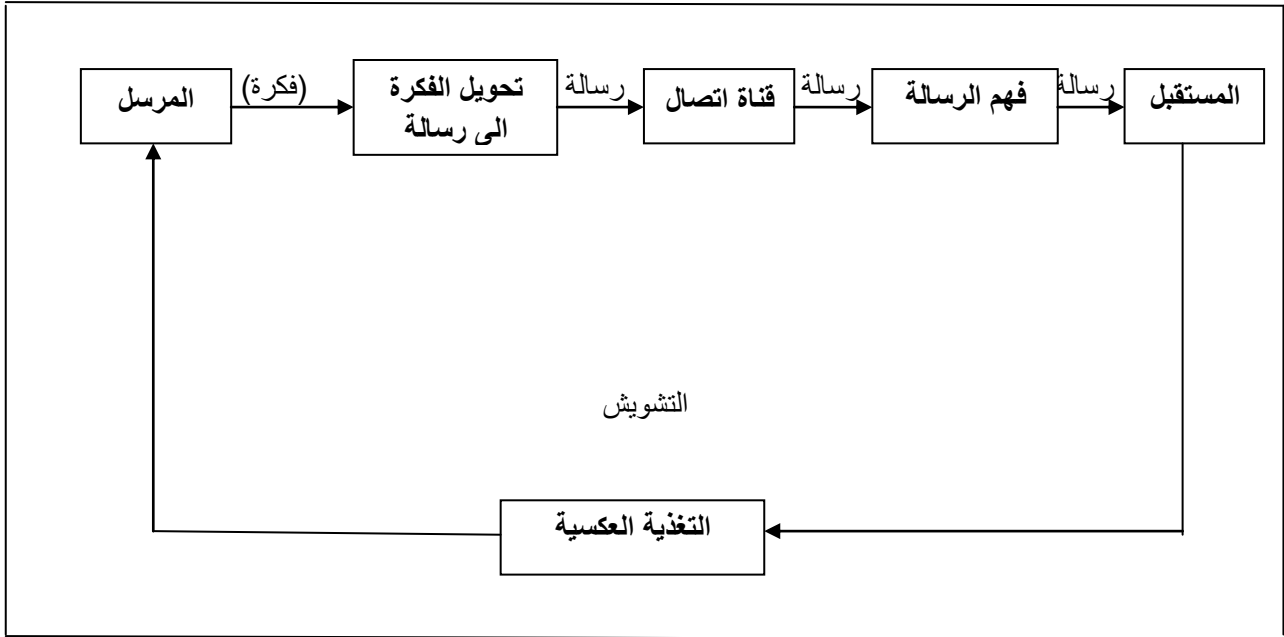 المرسل
(فكرة)
تحويل الفكرة
الى رسالة
رسالة
قناة اتصال
رسالة
فهم الرسالة
رسالة
المستقبل
التشويش
التغذية العكسية